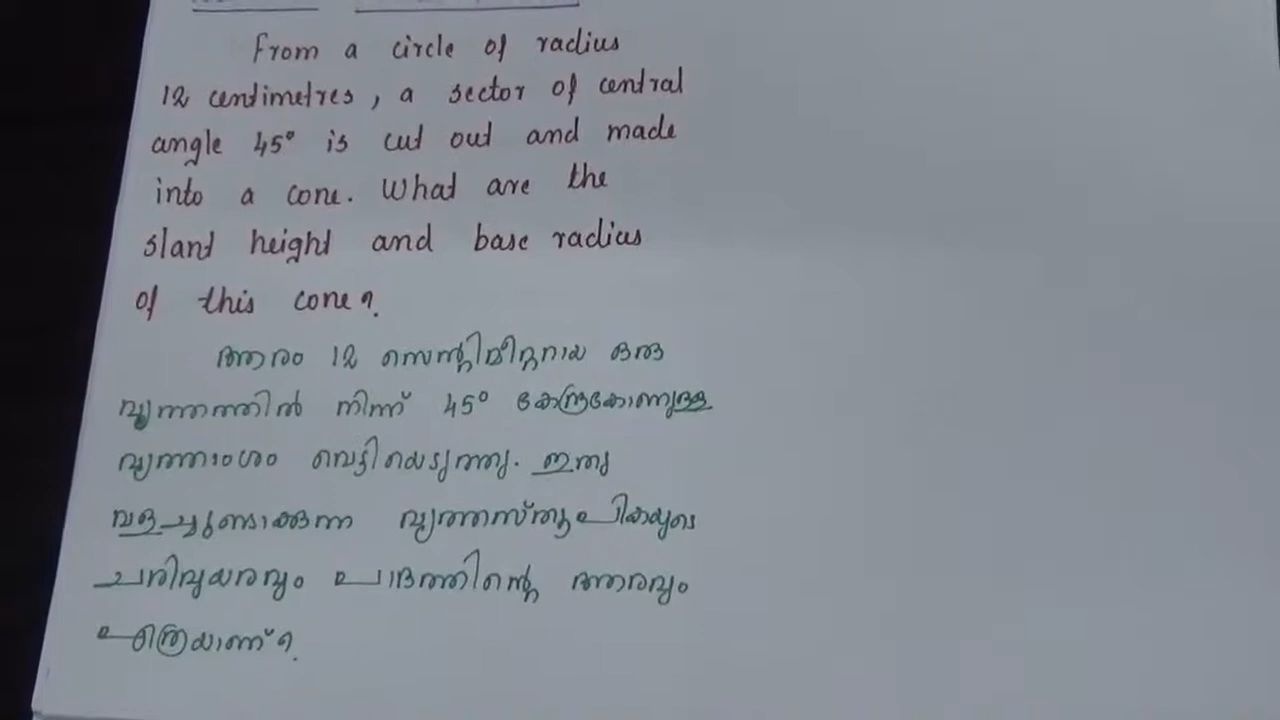 From a circle of radius
12 centimetres, a sector of central
angle 45° is cut out and made
into a cone. What are the
slant height and base radius
of this cone?
ആരം 12 സെന്റിമീറ്ററായ ഒരു
വൃത്തത്തിൽ നിന്ന് 45° കേന്ദ്രകോണുള്ള
വൃത്താംശം വെട്ടിയെടുത്തു. ഇതു
വളച്ചുണ്ടാക്കുന്ന വൃത്തസ്തൂപികയുടെ
ചരിവുയരവും പാദത്തിന്റെ ആരവും
എത്രയാണ്?